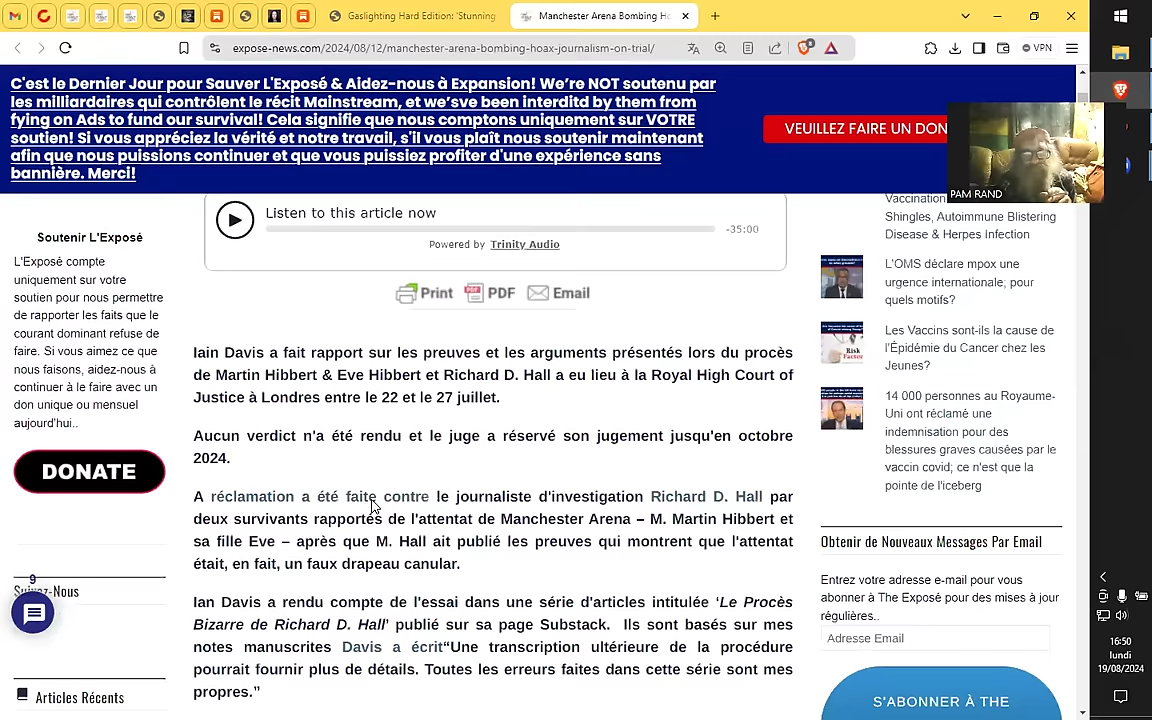 Gaslighting Hard Edition: 'Stunning
Manchester Arena Bombing Ho
expose-news.com/2024/08/12/manchester-arena-bombing-hoax-journalism-on-trial/
VPN
C'est le Dernier Jour pour Sauver L'Exposé & Aidez-nous à Expansion! We're NOT soutenu par
les milliardaires qui contrôlent le récit Mainstream, et we'sve been interditd by them from
fying on Ads to fund our survival! Cela signifie que nous comptons uniquement sur VOTRE
soutien! Si vous appréciez la vérité et notre travail, s'il vous plaît nous soutenir maintenant
afin que nous puissions continuer et que vous puissiez profiter d'une expérience sans
bannière. Merci!
VEUILLEZ FAIRE UN DON
PAM RAND
Soutenir L'Exposé
L'Exposé compte
uniquement sur votre
soutien pour nous permettre
de rapporter les faits que le
courant dominant refuse de
faire. Si vous aimez ce que
nous faisons, aidez-nous à
continuer à le faire avec un
don unique ou mensuel
aujourd'hui..
DONATE
9
Suivez-Nous
Articles Récents
Listen to this article now
-35:00
Powered by Trinity Audio
Print PDF Email
Iain Davis a fait rapport sur les preuves et les arguments présentés lors du procès
de Martin Hibbert & Eve Hibbert et Richard D. Hall a eu lieu à la Royal High Court of
Justice à Londres entre le 22 et le 27 juillet.
Aucun verdict n'a été rendu et le juge a réservé son jugement jusqu'en octobre
2024.
A réclamation a été faite contre le journaliste d'investigation Richard D. Hall par
deux survivants rapportés de l'attentat de Manchester Arena – M. Martin Hibbert et
sa fille Eve – après que M. Hall ait publié les preuves qui montrent que l'attentat
était, en fait, un faux drapeau canular.
Ian Davis a rendu compte de l'essai dans une série d'articles intitulée 'Le Procès
Bizarre de Richard D. Hall' publié sur sa page Substack. Ils sont basés sur mes
notes manuscrites Davis a écrit"Une transcription ultérieure de la procédure
pourrait fournir plus de détails. Toutes les erreurs faites dans cette série sont mes
propres."
Vaccination
Shingles, Autoimmune Blistering
Disease & Herpes Infection
L'OMS déclare mpox une
urgence internationale; pour
quels motifs?
Les Vaccins sont-ils la cause de
l'Épidémie du Cancer chez les
Jeunes?
14 000 personnes au Royaume-
Uni ont réclamé une
indemnisation pour des
blessures graves causées par le
vaccin covid; ce n'est que la
pointe de l'iceberg
Obtenir de Nouveaux Messages Par Email
Entrez votre adresse e-mail pour vous
abonner à The Exposé pour des mises à jour
régulières..
Adresse Email
S'ABONNER À THE
16:50
lundi
19/08/2024